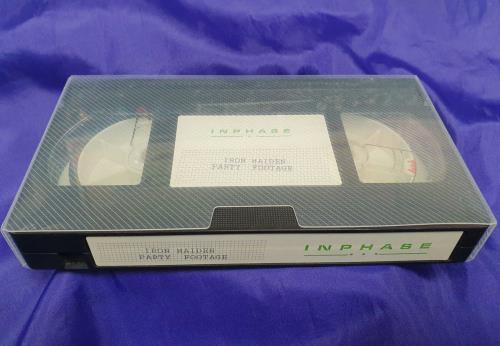 INPHASE
IRON MAIDEN
PARTY FOOTAGE
IRON MAIDEN
PARTY FOOTAGE
INPHASE